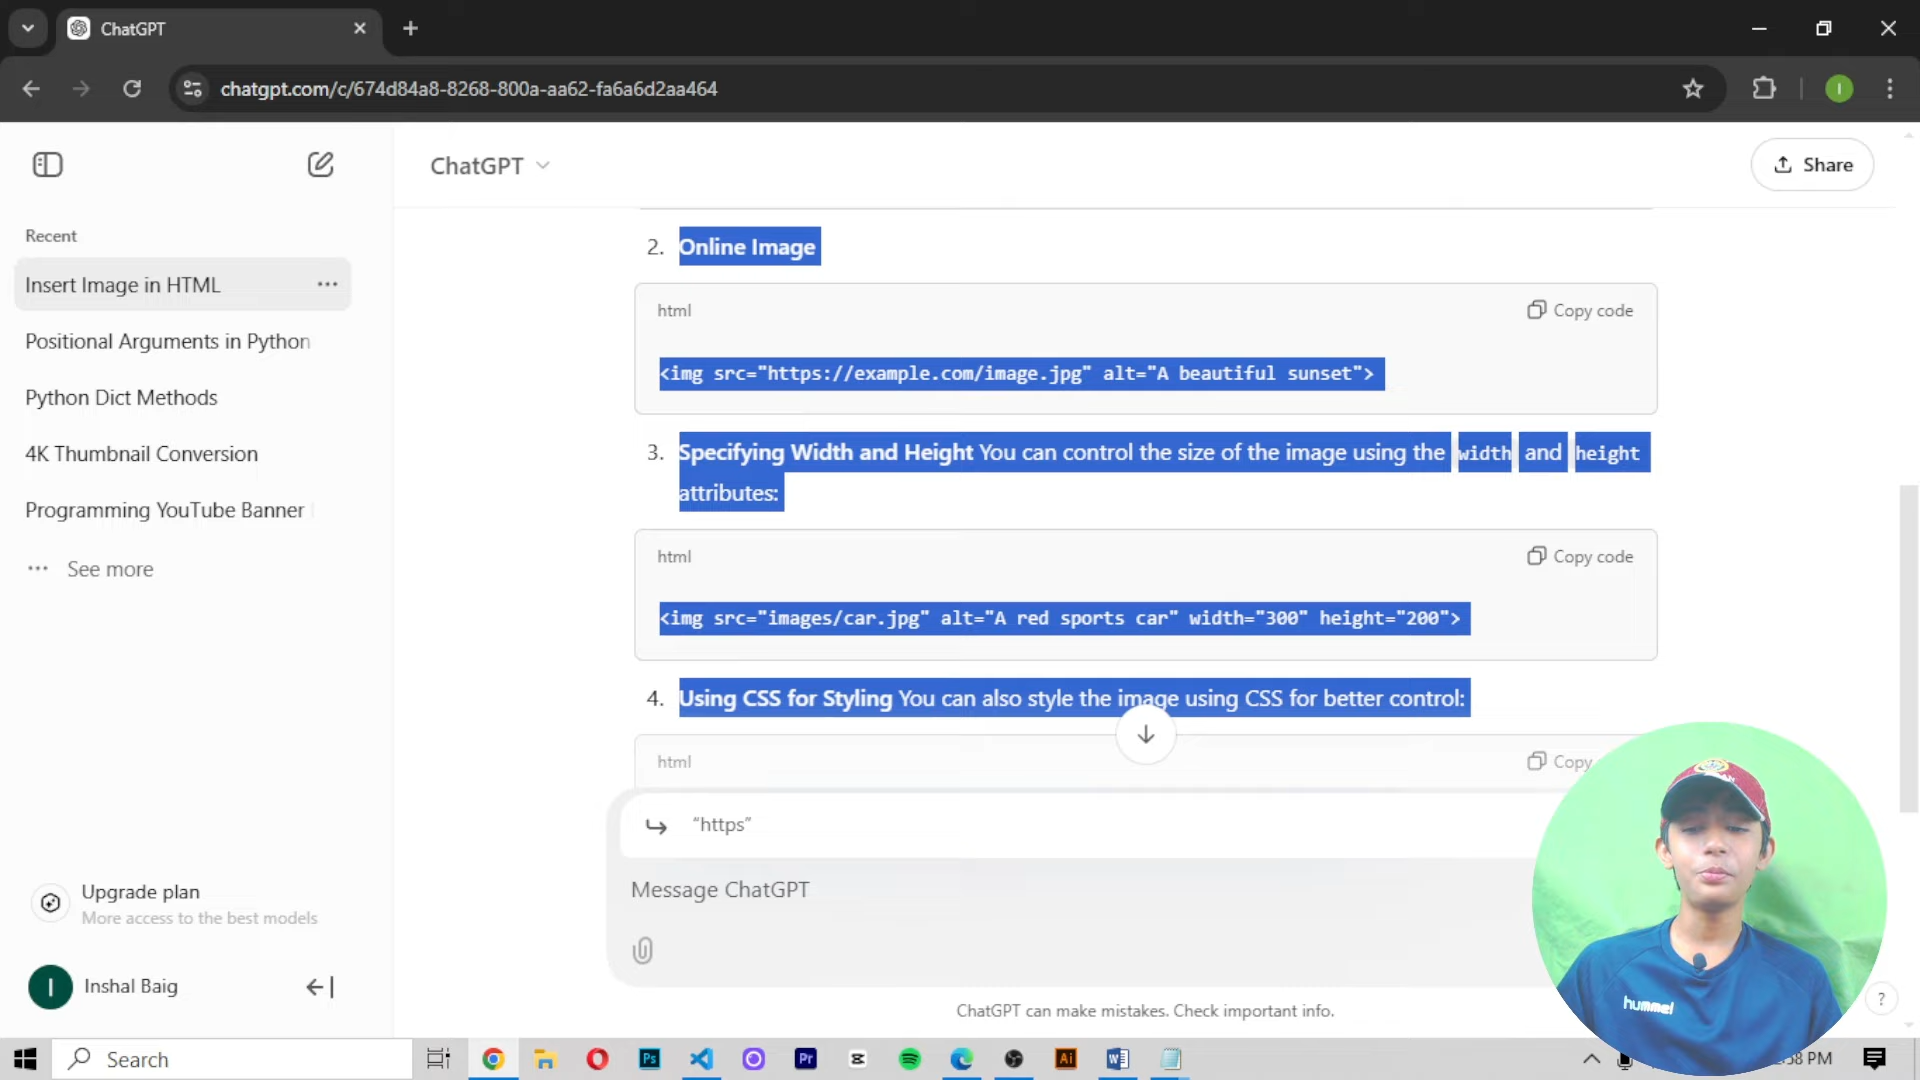 ChatGPT
chatgpt.com/c/674d84a8-8268-800a-aa62-fa6a6d2aa464
ChatGPT
Share
Recent
Insert Image in HTML
Positional Arguments in Python
Python Dict Methods
4K Thumbnail Conversion
Programming YouTube Banner
See more
Upgrade plan
More access to the best models
I
Inshal Baig
2. Online Image
html
Copy code
<img src="https://example.com/image.jpg" alt="A beautiful sunset">
3. Specifying Width and Height You can control the size of the image using the width and height
attributes:
html
Copy code
<img src="images/car.jpg" alt="A red sports car" width="300" height="200">
4. Using CSS for Styling You can also style the image using CSS for better control:
html
Copy
"https"
Message ChatGPT
ChatGPT can make mistakes. Check important info.
?
hummel
Search
Ps
Pr
Ai
:58 PM